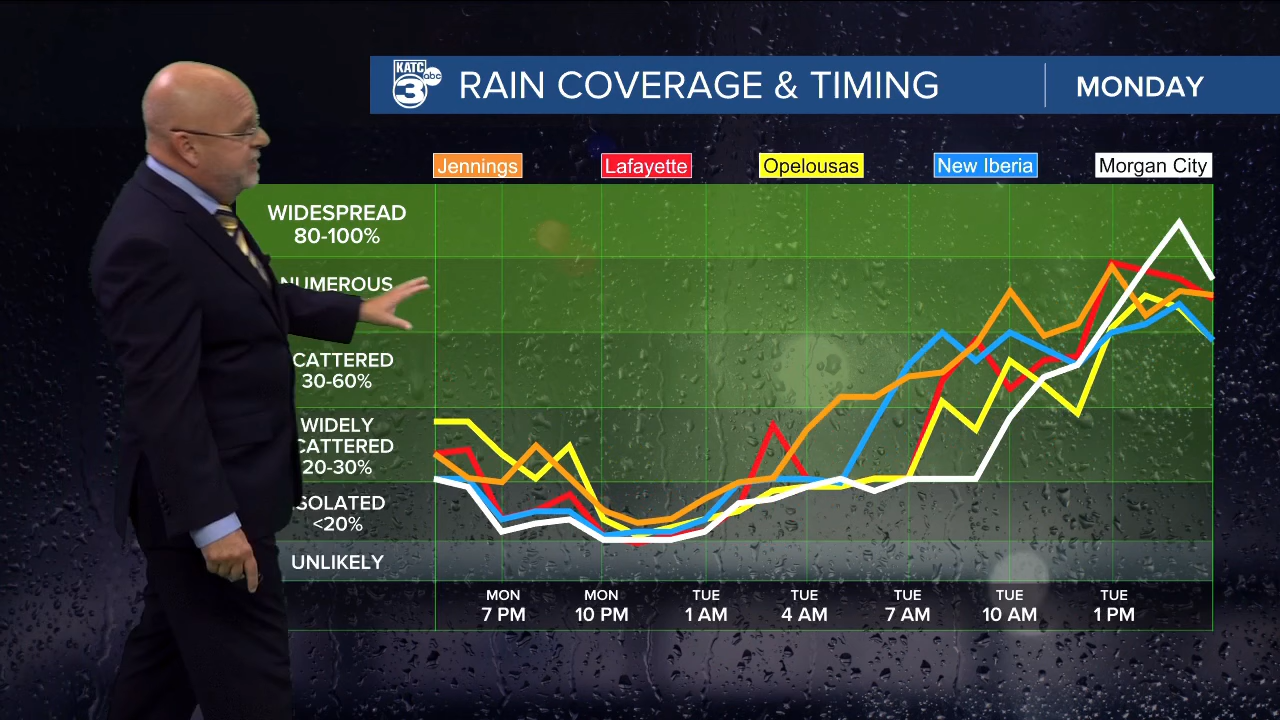 KATC
abc
3
RAIN COVERAGE & TIMING
MONDAY
Jennings
Lafayette
Opelousas
New Iberia
Morgan City
WIDESPREAD
80-100%
NUMEROUS
CATTERED
30-60%
WIDELY
CATTERED
20-30%
SOLATED
<20%
UNLIKELY
MON
7 PM
MON
10 PM
TUE
1 AM
TUE
4 AM
TUE
7 AM
TUE
10 AM
TUE
1 PM